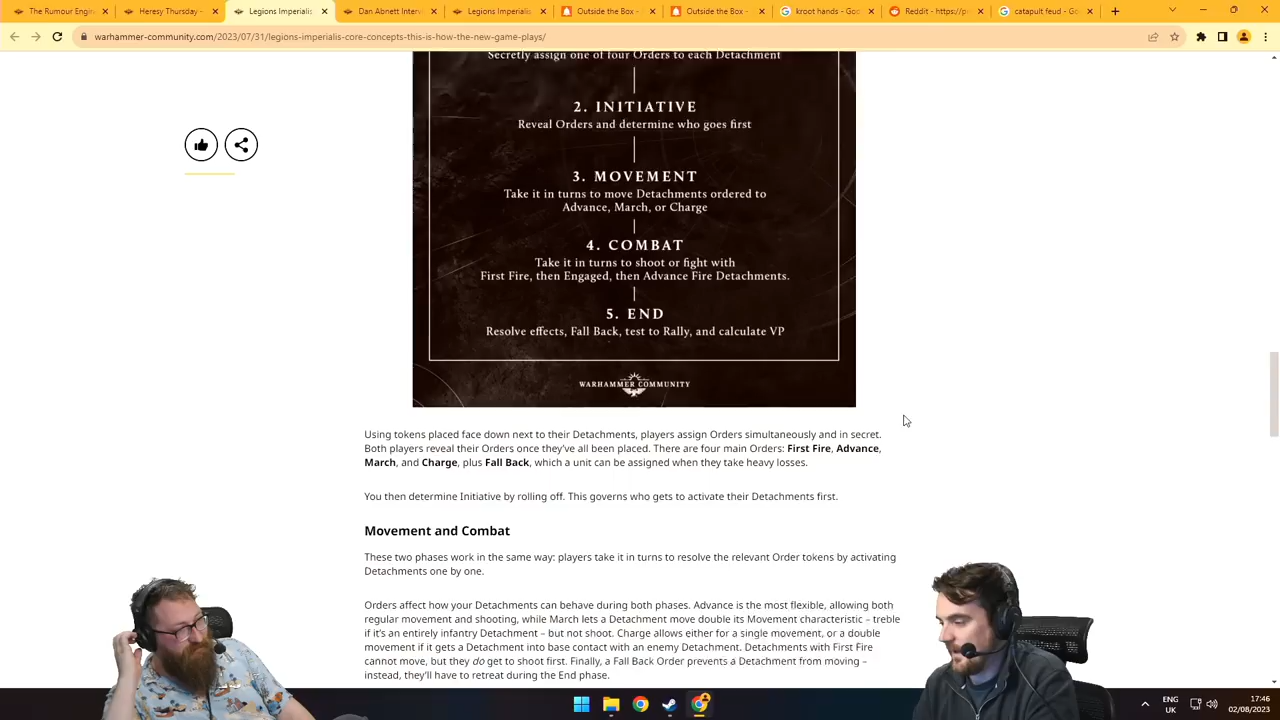 The Rumour Engine
Heresy Thursday -
Legions Imperialis
Dan Abnett Interv
Outside the Box -
Legions Imperialis
Outside the Box -
Outside the Box -
kroot hands - Goo
Reddit - https://p
catapult feud - Go
warhammer-community.com/2023/07/31/legions-imperialis-core-concepts-this-is-how-the-new-game-plays/
Secretly assign one of four Orders to each Detachment
2. INITIATIVE
Reveal Orders and determine who goes first
3. MOVEMENT
Take it in turns to move Detachments ordered to
Advance, March, or Charge
4. COMBAT
Take it in turns to shoot or fight with
First Fire, then Engaged, then Advance Fire Detachments.
5. END
Resolve effects, Fall Back, test to Rally, and calculate VP
WARHAMMER COMMUNITY
Using tokens placed face down next to their Detachments, players assign Orders simultaneously and in secret.
Both players reveal their Orders once they've all been placed. There are four main Orders: First Fire, Advance,
March, and Charge, plus Fall Back, which a unit can be assigned when they take heavy losses.
You then determine Initiative by rolling off. This governs who gets to activate their Detachments first.
Movement and Combat
These two phases work in the same way: players take it in turns to resolve the relevant Order tokens by activating
Detachments one by one.
Orders affect how your Detachments can behave during both phases. Advance is the most flexible, allowing both
regular movement and shooting, while March lets a Detachment move double its Movement characteristic – treble
if it's an entirely infantry Detachment – but not shoot. Charge allows either for a single movement, or a double
movement if it gets a Detachment into base contact with an enemy Detachment. Detachments with First Fire
cannot move, but they do get to shoot first. Finally, a Fall Back Order prevents a Detachment from moving –
instead, they'll have to retreat during the End phase.
ENG
UK
17:46
02/08/2023